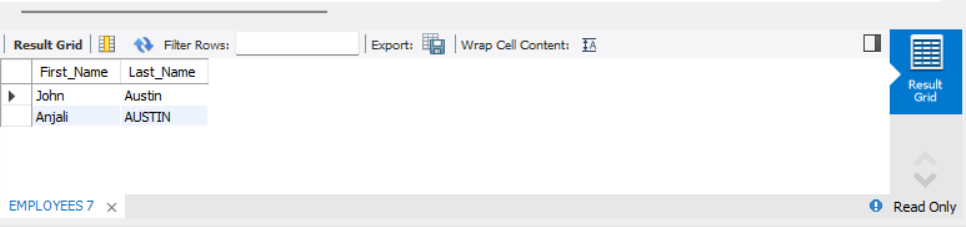 Result Grid Filter Rows: Export: Wrap Cell Content: IA
First_Name Last_Name
John Austin
Anjali AUSTIN
Result
Grid
EMPLOYEES 7 Read Only